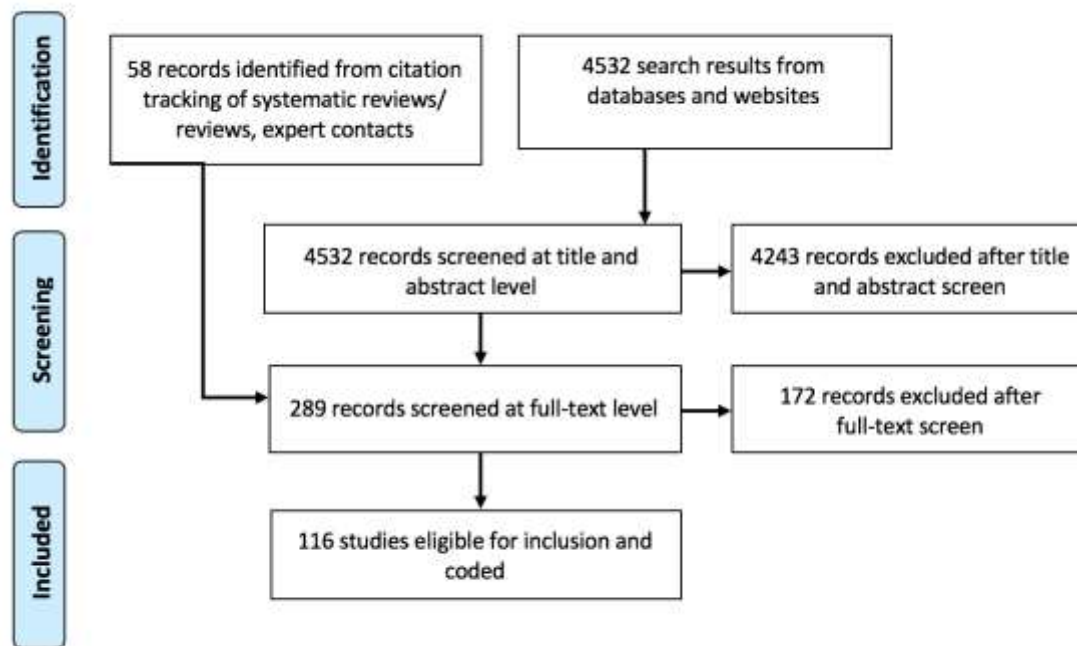 Identification
58 records identified from citation
tracking of systematic reviews/
reviews, expert contacts
4532 search results from
databases and websites
Screening
4532 records screened at title and
abstract level
4243 records excluded after title
and abstract screen
289 records screened at full-text level
172 records excluded after
full-text screen
Included
116 studies eligible for inclusion and
coded